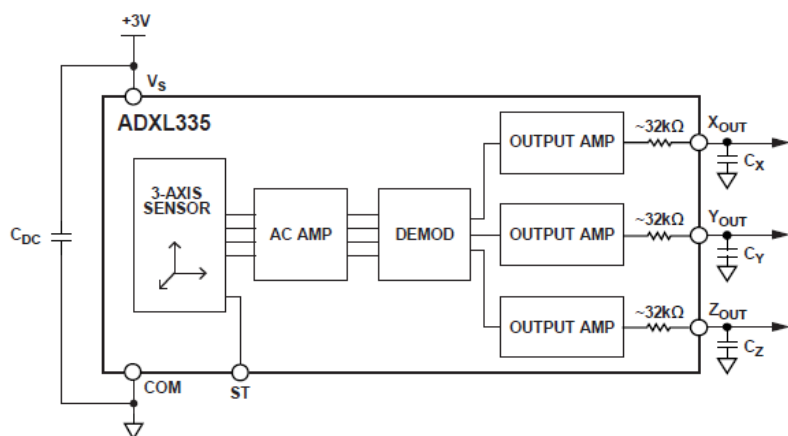 +3V
VS
ADXL335
3-AXIS
SENSOR
AC AMP
DEMOD
OUTPUT AMP
~32kΩ
XOUT
CX
OUTPUT AMP
~32kΩ
YOUT
CY
OUTPUT AMP
~32kΩ
ZOUT
CZ
CDC
COM
ST